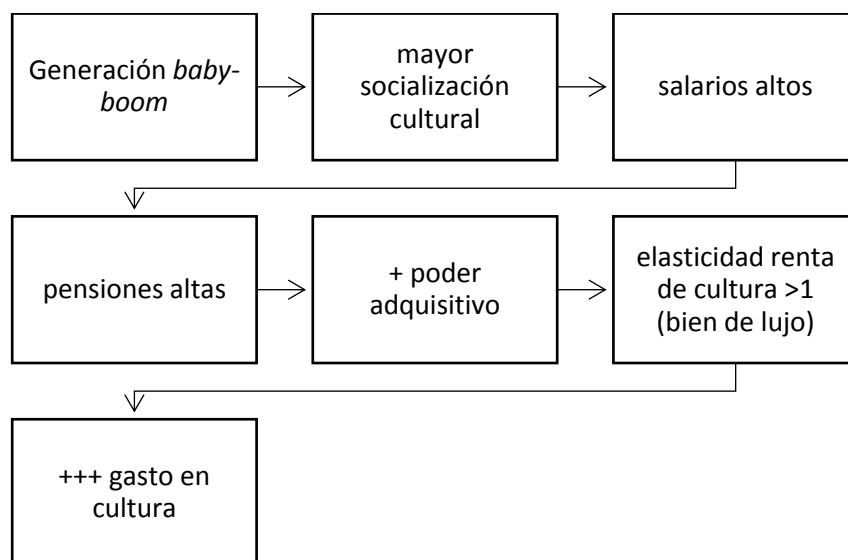 Generación baby-
boom
mayor
socialización
cultural
salarios altos
pensiones altas
+ poder
adquisitivo
elasticidad renta
de cultura >1
(bien de lujo)
+++ gasto en
cultura